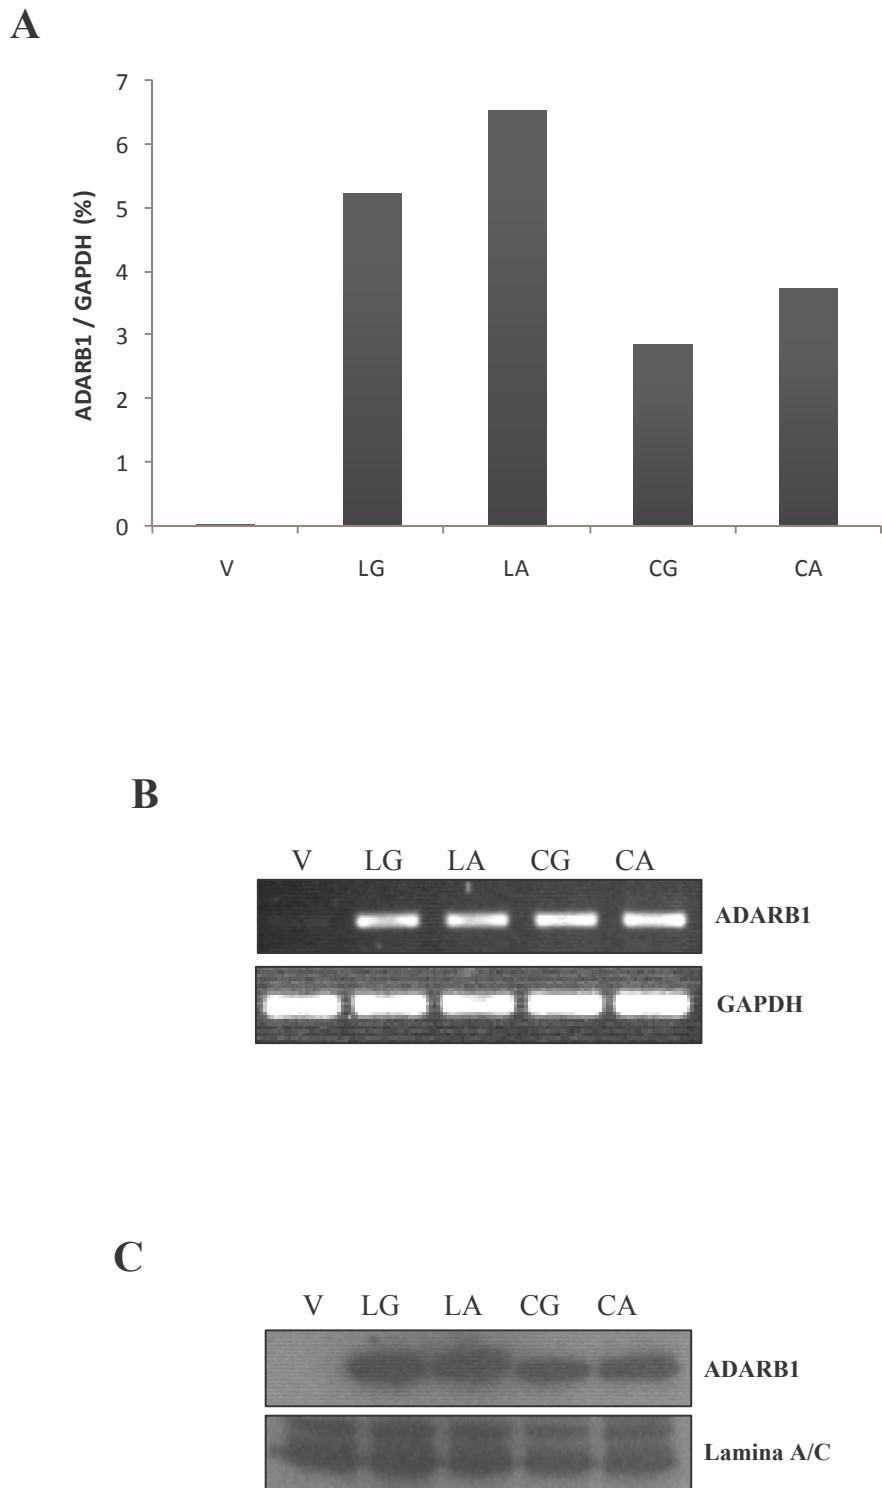 A
ADARB1 / GAPDH (%)
7
6
5
4
3
2
1
0
V LG LA CG CA
B
V LG LA CG CA
ADARB1
GAPDH
C
V LG LA CG CA
ADARB1
Lamina A/C